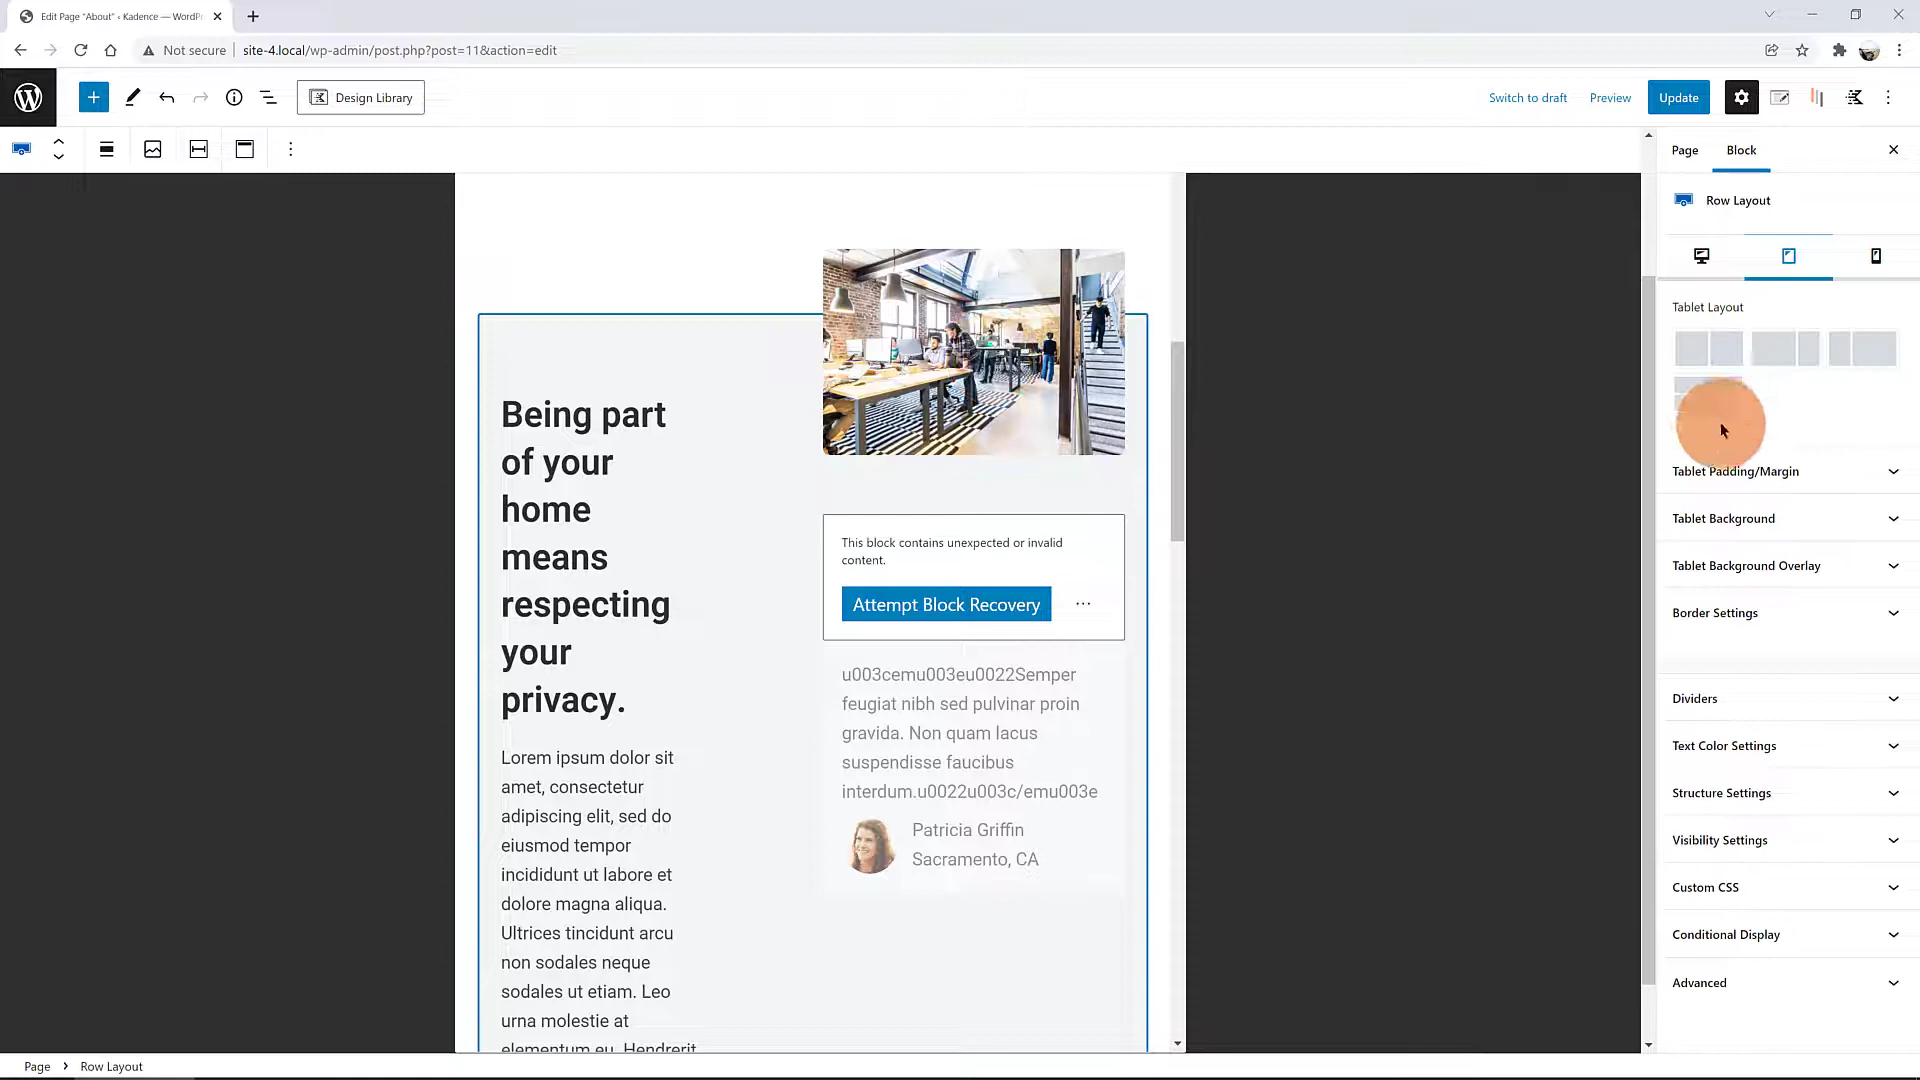 Edit Page "About" ‹ Kadence — WordPr
Not secure
site-4.local/wp-admin/post.php?post=11&action=edit
Design Library
Switch to draft
Preview
Update
Page
Block
Row Layout
Tablet Layout
Being part
of your
home
means
respecting
your
privacy.
Lorem ipsum dolor sit
amet, consectetur
adipiscing elit, sed do
eiusmod tempor
incididunt ut labore et
dolore magna aliqua.
Ultrices tincidunt arcu
non sodales neque
sodales ut etiam. Leo
urna molestie at
elementum eu. Hendrerit
This block contains unexpected or invalid
content.
Attempt Block Recovery
u003cemu003eu0022Semper
feugiat nibh sed pulvinar proin
gravida. Non quam lacus
suspendisse faucibus
interdum.u0022u003c/emu003e
Patricia Griffin
Sacramento, CA
Tablet Padding/Margin
Tablet Background
Tablet Background Overlay
Border Settings
Dividers
Text Color Settings
Structure Settings
Visibility Settings
Custom CSS
Conditional Display
Advanced
Page
Row Layout